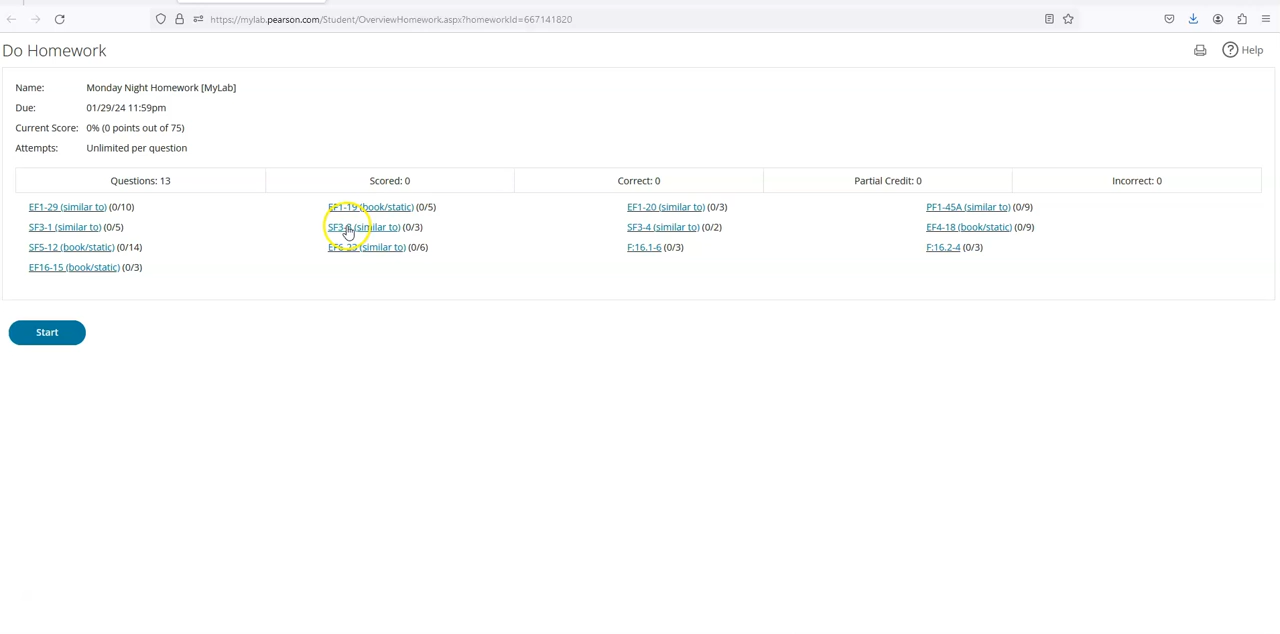 https://mylab.pearson.com/Student/OverviewHomework.aspx?homeworkId=667141820
Do Homework
Help
Name: Monday Night Homework [MyLab]
Due: 01/29/24 11:59pm
Current Score: 0% (0 points out of 75)
Attempts: Unlimited per question
Questions: 13 Scored: 0 Correct: 0 Partial Credit: 0 Incorrect: 0
EF1-29 (similar to) (0/10) EF1-19 (book/static) (0/5) EF1-20 (similar to) (0/3) PF1-45A (similar to) (0/9)
SF3-1 (similar to) (0/5) (similar to) (0/3) SF3-4 (similar to) (0/2) EF4-18 (book/static) (0/9)
SF5-12 (book/static) (0/14) (similar to) (0/6) F:16.1-6 (0/3) F:16.2-4 (0/3)
EF16-15 (book/static) (0/3)
Start